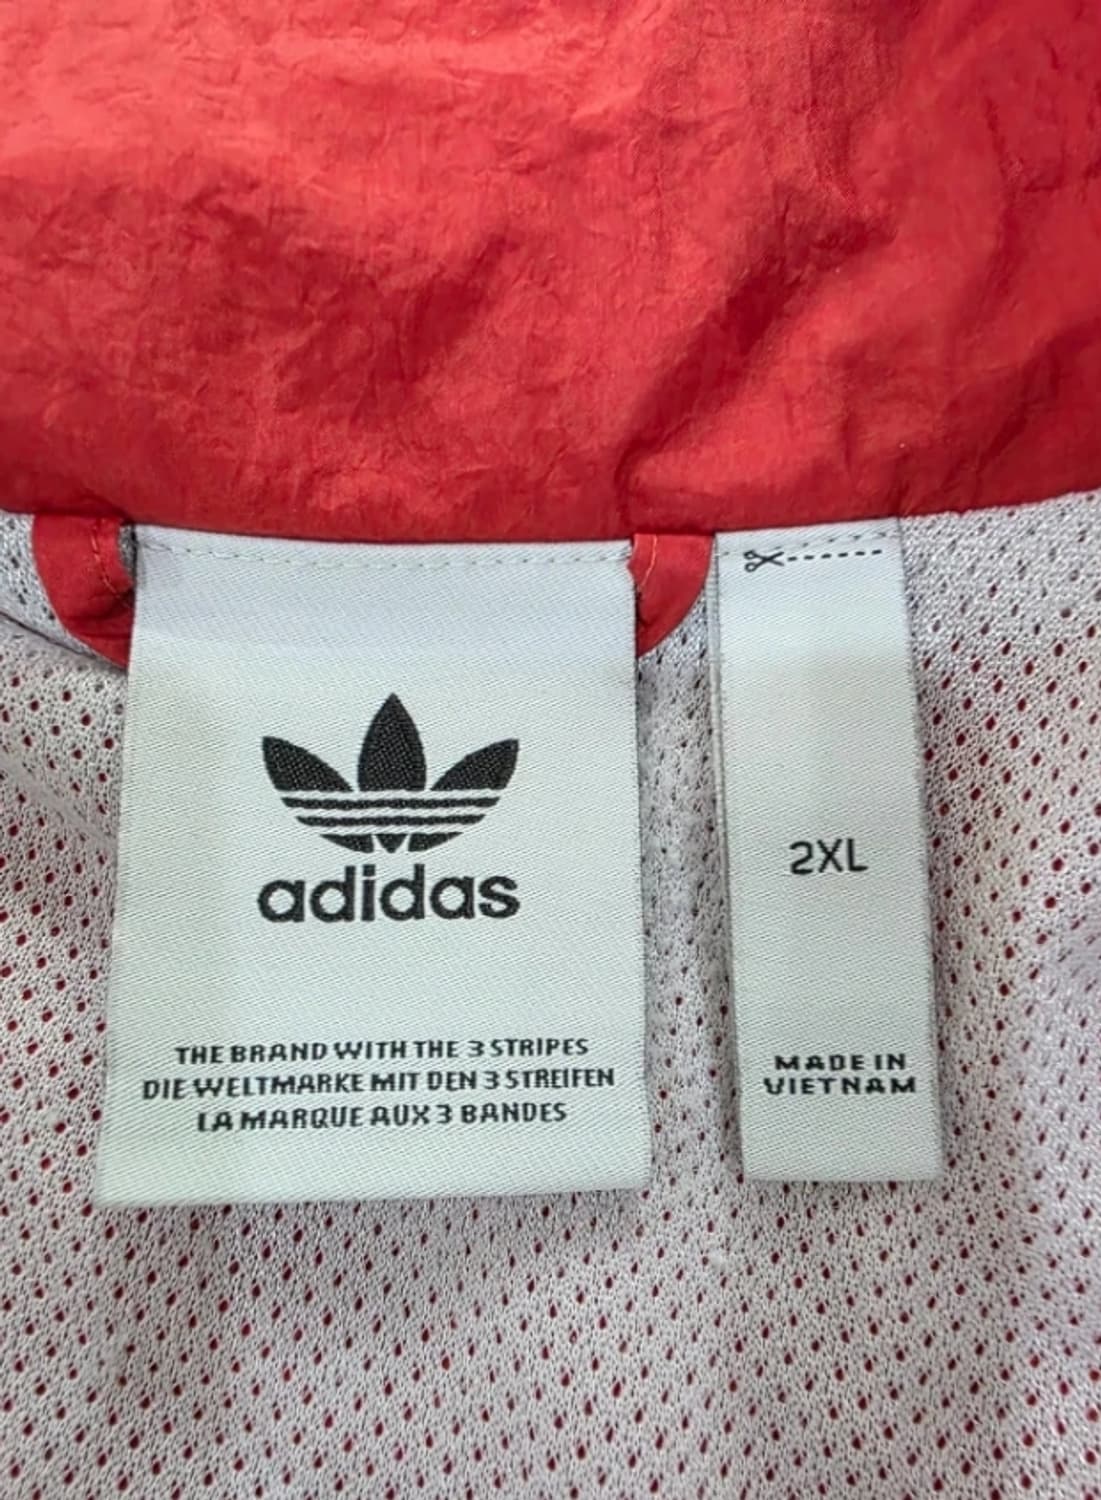 adidas
THE BRAND WITH THE 3 STRIPES
DIE WELTMARKE MIT DEN 3 STREIFEN
LA MARQUE AUX 3 BANDES
2XL
MADE IN
VIETNAM